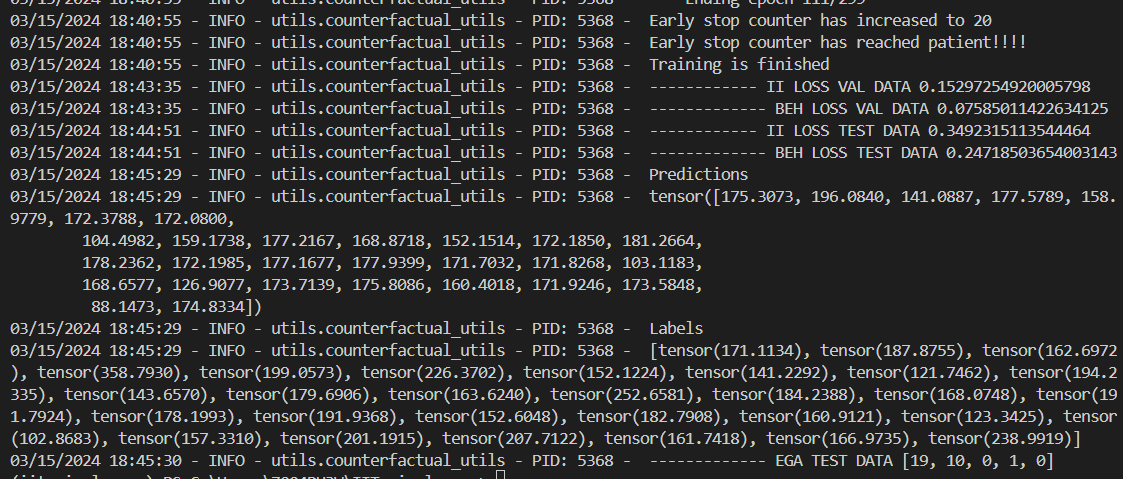 03/15/2024 18:40:55 - INFO - utils.counterfactual_utils - PID: 5368 - Ending epoch 111/299
03/15/2024 18:40:55 - INFO - utils.counterfactual_utils - PID: 5368 - Early stop counter has increased to 20
03/15/2024 18:40:55 - INFO - utils.counterfactual_utils - PID: 5368 - Early stop counter has reached patient!!!!
03/15/2024 18:40:55 - INFO - utils.counterfactual_utils - PID: 5368 - Training is finished
03/15/2024 18:43:35 - INFO - utils.counterfactual_utils - PID: 5368 - ------------ II LOSS VAL DATA 0.15297254920005798
03/15/2024 18:43:35 - INFO - utils.counterfactual_utils - PID: 5368 - ------------- BEH LOSS VAL DATA 0.07585011422634125
03/15/2024 18:44:51 - INFO - utils.counterfactual_utils - PID: 5368 - ------------ II LOSS TEST DATA 0.3492315113544464
03/15/2024 18:44:51 - INFO - utils.counterfactual_utils - PID: 5368 - ------------- BEH LOSS TEST DATA 0.24718503654003143
03/15/2024 18:45:29 - INFO - utils.counterfactual_utils - PID: 5368 - Predictions
03/15/2024 18:45:29 - INFO - utils.counterfactual_utils - PID: 5368 - tensor([175.3073, 196.0840, 141.0887, 177.5789, 158.
9779, 172.3788, 172.0800,
104.4982, 159.1738, 177.2167, 168.8718, 152.1514, 172.1850, 181.2664,
178.2362, 172.1985, 177.1677, 177.9399, 171.7032, 171.8268, 103.1183,
168.6577, 126.9077, 173.7139, 175.8086, 160.4018, 171.9246, 173.5848,
88.1473, 174.8334])
03/15/2024 18:45:29 - INFO - utils.counterfactual_utils - PID: 5368 - Labels
03/15/2024 18:45:29 - INFO - utils.counterfactual_utils - PID: 5368 - [tensor(171.1134), tensor(187.8755), tensor(162.6972
), tensor(358.7930), tensor(199.0573), tensor(226.3702), tensor(152.1224), tensor(141.2292), tensor(121.7462), tensor(194.2
335), tensor(143.6570), tensor(179.6906), tensor(163.6240), tensor(252.6581), tensor(184.2388), tensor(168.0748), tensor(19
1.7924), tensor(178.1993), tensor(191.9368), tensor(152.6048), tensor(182.7908), tensor(160.9121), tensor(123.3425), tensor
(102.8683), tensor(157.3310), tensor(201.1915), tensor(207.7122), tensor(161.7418), tensor(166.9735), tensor(238.9919)]
03/15/2024 18:45:30 - INFO - utils.counterfactual_utils - PID: 5368 - ------------- EGA TEST DATA [19, 10, 0, 1, 0]